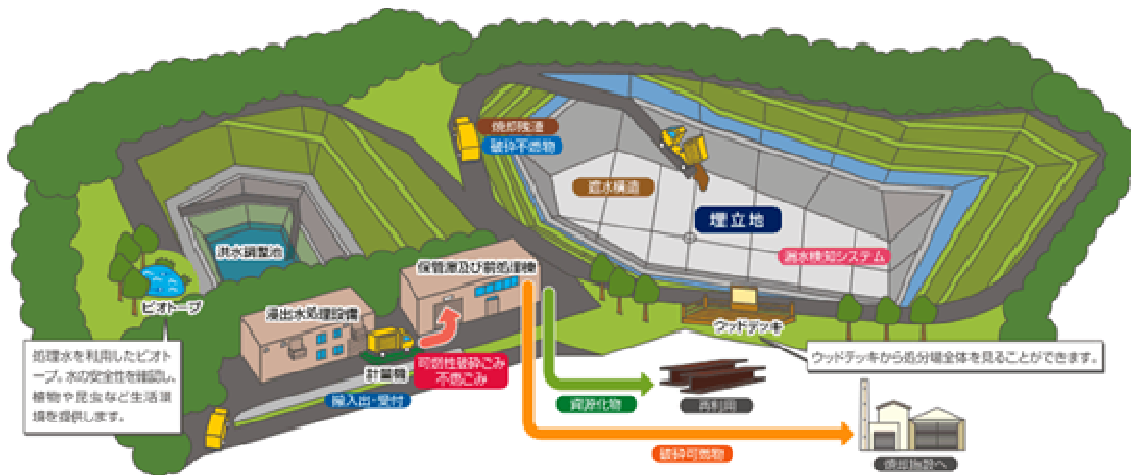 焼却残渣
破砕不燃物
遮水構造
埋立地
漏水検知システム
洪水調整池
保管庫及び前処理棟
ビオトープ
浸出水処理設備
ウッドデッキ
処理水を利用したビオト
ープ。水の安全性を確認し、
植物や昆虫など生活環
境を提供します。
計量機
可燃性破砕ごみ
不燃ごみ
搬入出・受付
ウッドデッキから処分場全体を見ることができます。
資源化物
再利用
破砕可燃物
焼却施設へ